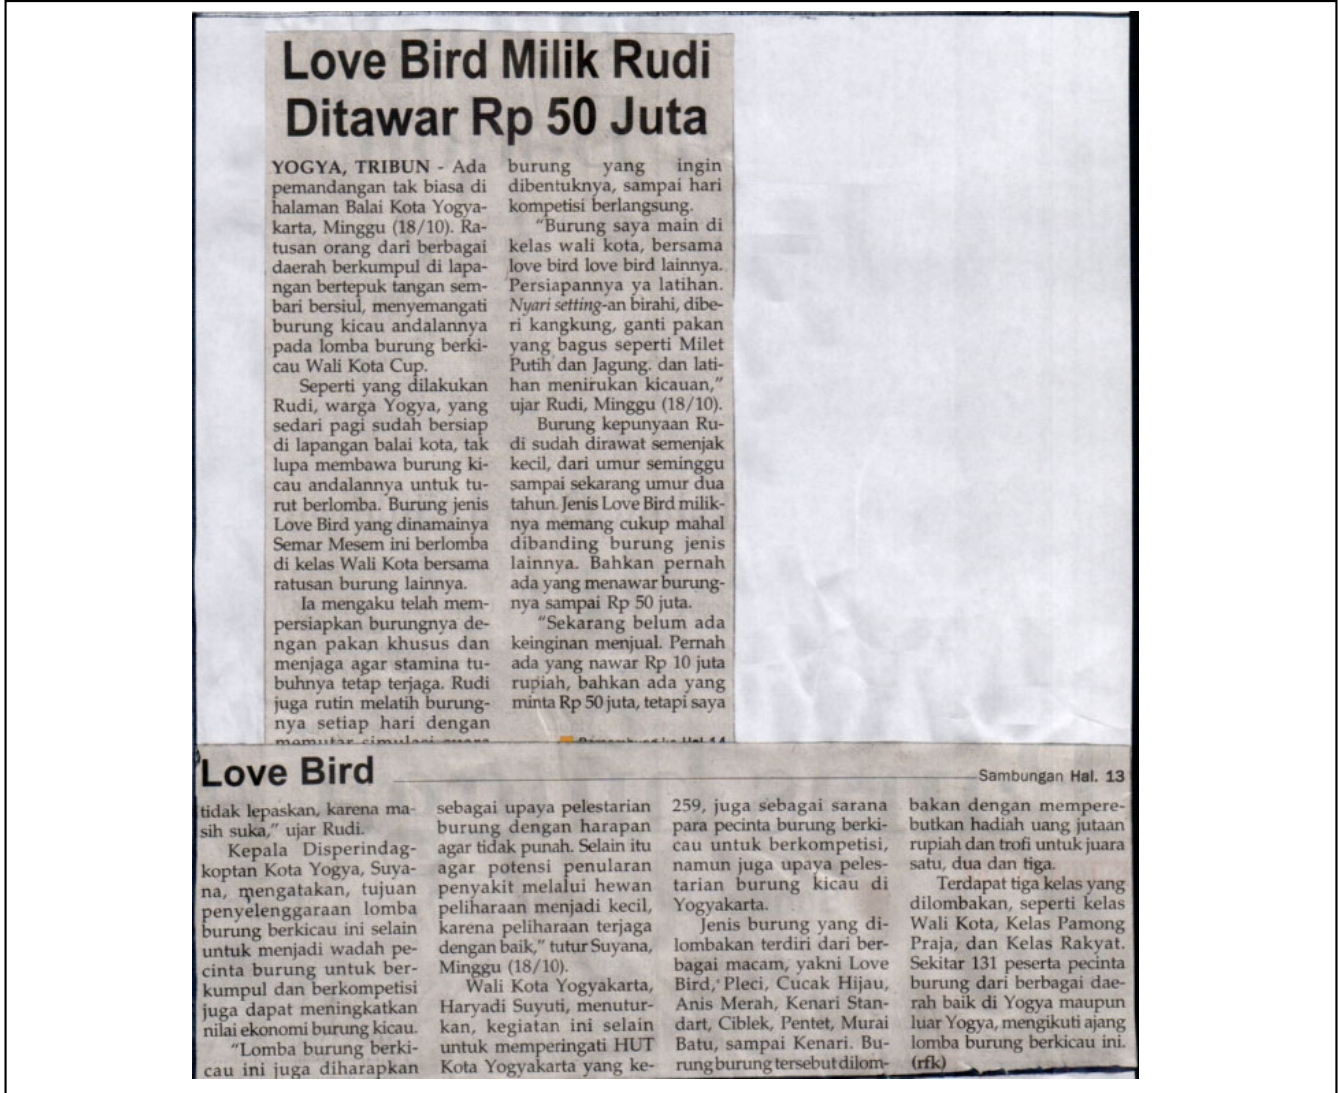 Love Bird Milik Rudi
Ditawar Rp 50 Juta
YOGYA, TRIBUN - Ada
pemandangan tak biasa di
halaman Balai Kota Yogya-
karta, Minggu (18/10). Ra-
tusan orang dari berbagai
daerah berkumpul di lapa-
ngan bertepuk tangan sem-
bari bersiul, menyemangati
burung kicau andalannya
pada lomba burung berki-
cau Wali Kota Cup.
Seperti yang dilakukan
Rudi, warga Yogya, yang
sedari pagi sudah bersiap
di lapangan balai kota, tak
lupa membawa burung ki-
cau andalannya untuk tu-
rut berlomba. Burung jenis
Love Bird yang dinamainya
Semar Mesem ini berlomba
di kelas Wali Kota bersama
ratusan burung lainnya.
Ia mengaku telah mem-
persiapkan burungnya de-
ngan pakan khusus dan
menjaga agar stamina tu-
buhnya tetap terjaga. Rudi
juga rutin melatih burung-
nya setiap hari dengan
memutar simulasi suara
burung yang ingin
dibentuknya, sampai hari
kompetisi berlangsung.
"Burung saya main di
kelas wali kota, bersama
love bird love bird lainnya.
Persiapannya ya latihan.
Nyari setting-an birahi, dibe-
ri kangkung, ganti pakan
yang bagus seperti Milet
Putih dan Jagung. dan lati-
han menirukan kicauan,"
ujar Rudi, Minggu (18/10).
Burung kepunyaan Ru-
di sudah dirawat semenjak
kecil, dari umur seminggu
sampai sekarang umur dua
tahun. Jenis Love Bird milik-
nya memang cukup mahal
dibanding burung jenis
lainnya. Bahkan pernah
ada yang menawar burung-
nya sampai Rp 50 juta.
"Sekarang belum ada
keinginan menjual. Pernah
ada yang nawar Rp 10 juta
rupiah, bahkan ada yang
minta Rp 50 juta, tetapi saya
Bersambung ke Hal 14
Love Bird
Sambungan Hal. 13
tidak lepaskan, karena ma-
sih suka," ujar Rudi.
Kepala Disperindag-
koptan Kota Yogya, Suya-
na, mengatakan, tujuan
penyelenggaraan lomba
burung berkicau ini selain
untuk menjadi wadah pe-
cinta burung untuk ber-
kumpul dan berkompetisi
juga dapat meningkatkan
nilai ekonomi burung kicau.
"Lomba burung berki-
cau ini juga diharapkan
sebagai upaya pelestarian
burung dengan harapan
agar tidak punah. Selain itu
agar potensi penularan
penyakit melalui hewan
peliharaan menjadi kecil,
karena peliharaan terjaga
dengan baik," tutur Suyana,
Minggu (18/10).
Wali Kota Yogyakarta,
Haryadi Suyuti, menutur-
kan, kegiatan ini selain
untuk memperingati HUT
Kota Yogyakarta yang ke-
259, juga sebagai sarana
para pecinta burung berki-
cau untuk berkompetisi,
namun juga upaya peles-
tarian burung kicau di
Yogyakarta.
Jenis burung yang di-
lombakan terdiri dari ber-
bagai macam, yakni Love
Bird, Pleci, Cucak Hijau,
Anis Merah, Kenari Stan-
dart, Ciblek, Pentet, Murai
Batu, sampai Kenari. Bu-
rung burung tersebut dilom-
bakan dengan mempere-
butkan hadiah uang jutaan
rupiah dan trofi untuk juara
satu, dua dan tiga.
Terdapat tiga kelas yang
dilombakan, seperti kelas
Wali Kota, Kelas Pamong
Praja, dan Kelas Rakyat.
Sekitar 131 peserta pecinta
burung dari berbagai dae-
rah baik di Yogya maupun
luar Yogya, mengikuti ajang
lomba burung berkicau ini.
(rfk)